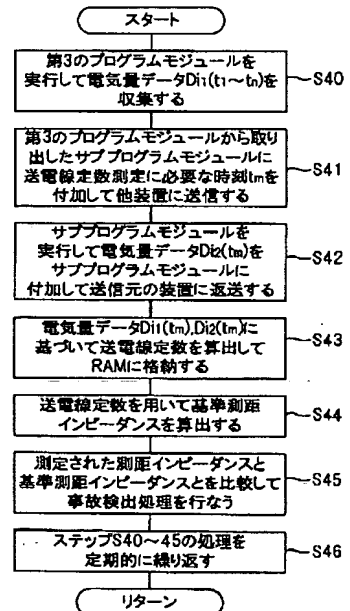 スタート
第3のプログラムモジュールを
実行して電気量データDi1(t1〜tn)を
収集する
S40
第3のプログラムモジュールから取り
出したサブプログラムモジュールに
送電線定数測定に必要な時刻tmを
付加して他装置に送信する
S41
サブプログラムモジュールを
実行して電気量データDi2(tm)を
サブプログラムモジュールに
付加して送信元の装置に返送する
S42
電気量データDi1(tm),Di2(tm)に
基づいて送電線定数を算出して
RAMに格納する
S43
送電線定数を用いて基準測距
インピーダンスを算出する
S44
測定された測距インピーダンスと
基準測距インピーダンスとを比較して
事故検出処理を行なう
S45
ステップS40〜45の処理を
定期的に繰り返す
S46
リターン